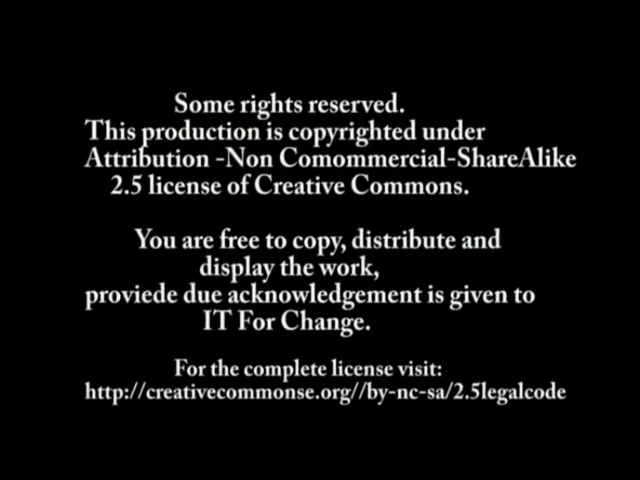 Some rights reserved.
This production is copyrighted under
Attribution -Non Comommercial-ShareAlike
2.5 license of Creative Commons.
You are free to copy, distribute and
display the work,
proviede due acknowledgement is given to
IT For Change.
For the complete license visit:
http://creativecommonse.org//by-nc-sa/2.5legalcode